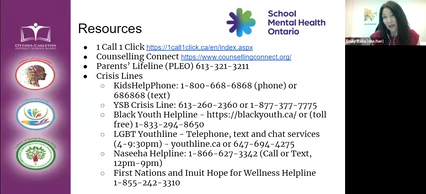 OTTAWA-CARLETON
Resources
School
Mental Health
Ontario
• 1 Call 1 Click https://1call1click.ca/en/index.aspx
• Counselling Connect https://www.counsellingconnect.org/
• Parents' Lifeline (PLEO) 613-321-3211
• Crisis Lines
○ KidsHelpPhone: 1-800-668-6868 (phone) or
686868 (text)
○ YSB Crisis Line: 613-260-2360 or 1-877-377-7775
○ Black Youth Helpline - https://blackyouth.ca/ or (toll
free) 1-833-294-8650
○ LGBT Youthline - Telephone, text and chat services
(4-9:30pm) - youthline.ca or 647-694-4275
○ Naseeha Helpline: 1-866-627-3342 (Call or Text,
12pm-9pm)
○ First Nations and Inuit Hope for Wellness Helpline
1-855-242-3310